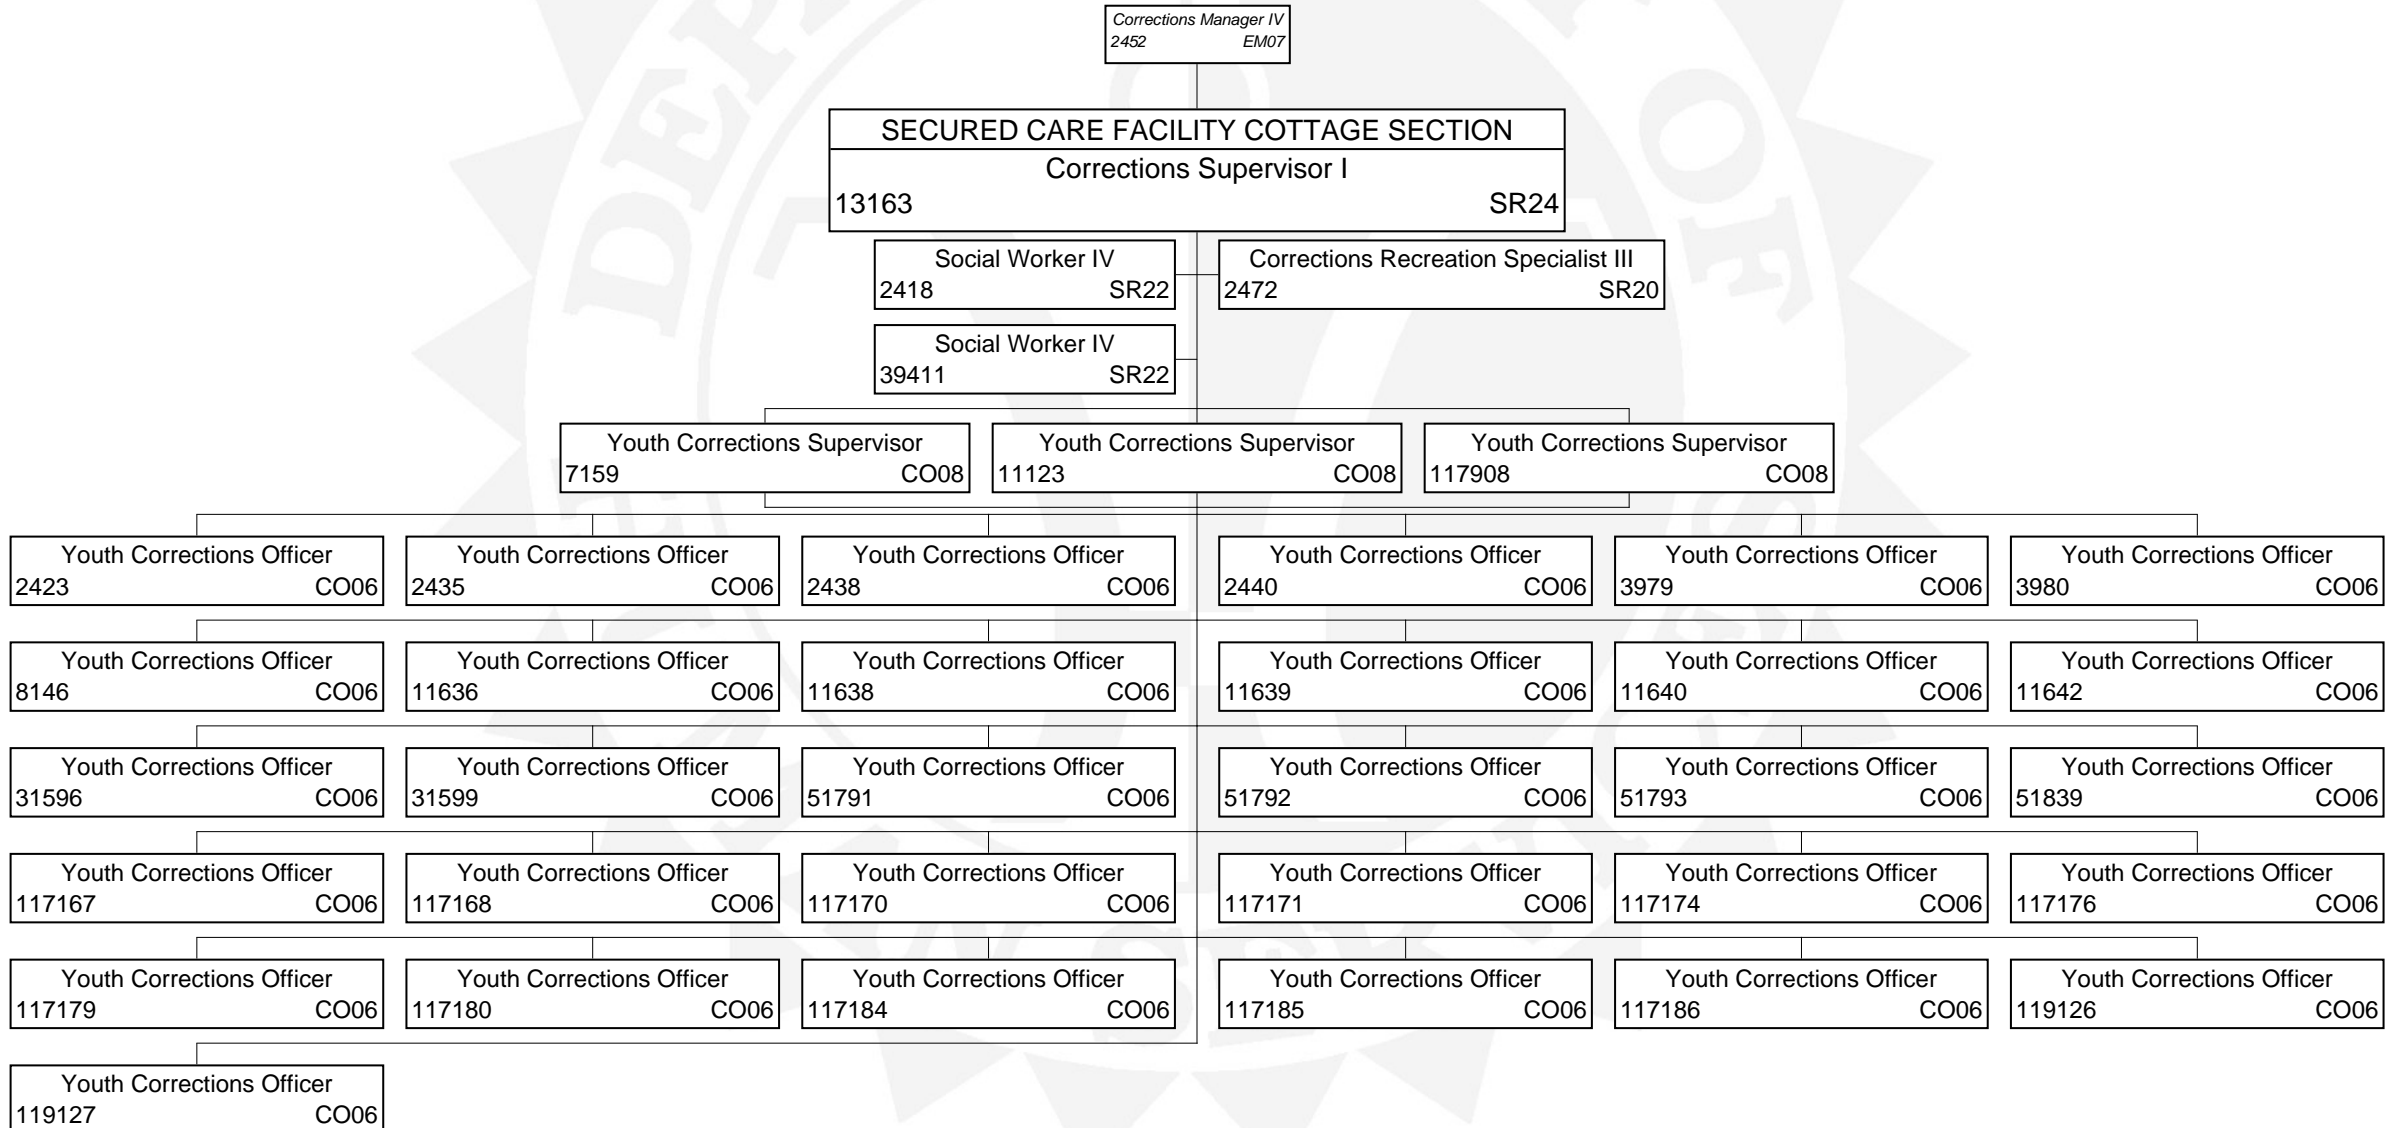 Corrections Manager IV
2452 EM07
SECURED CARE FACILITY COTTAGE SECTION
Corrections Supervisor I
13163 SR24
Social Worker IV
2418 SR22
Corrections Recreation Specialist III
2472 SR20
Social Worker IV
39411 SR22
Youth Corrections Supervisor
7159 CO08
Youth Corrections Supervisor
11123 CO08
Youth Corrections Supervisor
117908 CO08
Youth Corrections Officer
2423 CO06
Youth Corrections Officer
2435 CO06
Youth Corrections Officer
2438 CO06
Youth Corrections Officer
2440 CO06
Youth Corrections Officer
3979 CO06
Youth Corrections Officer
3980 CO06
Youth Corrections Officer
8146 CO06
Youth Corrections Officer
11636 CO06
Youth Corrections Officer
11638 CO06
Youth Corrections Officer
11639 CO06
Youth Corrections Officer
11640 CO06
Youth Corrections Officer
11642 CO06
Youth Corrections Officer
31596 CO06
Youth Corrections Officer
31599 CO06
Youth Corrections Officer
51791 CO06
Youth Corrections Officer
51792 CO06
Youth Corrections Officer
51793 CO06
Youth Corrections Officer
51839 CO06
Youth Corrections Officer
117167 CO06
Youth Corrections Officer
117168 CO06
Youth Corrections Officer
117170 CO06
Youth Corrections Officer
117171 CO06
Youth Corrections Officer
117174 CO06
Youth Corrections Officer
117176 CO06
Youth Corrections Officer
117179 CO06
Youth Corrections Officer
117180 CO06
Youth Corrections Officer
117184 CO06
Youth Corrections Officer
117185 CO06
Youth Corrections Officer
117186 CO06
Youth Corrections Officer
119126 CO06
Youth Corrections Officer
119127 CO06